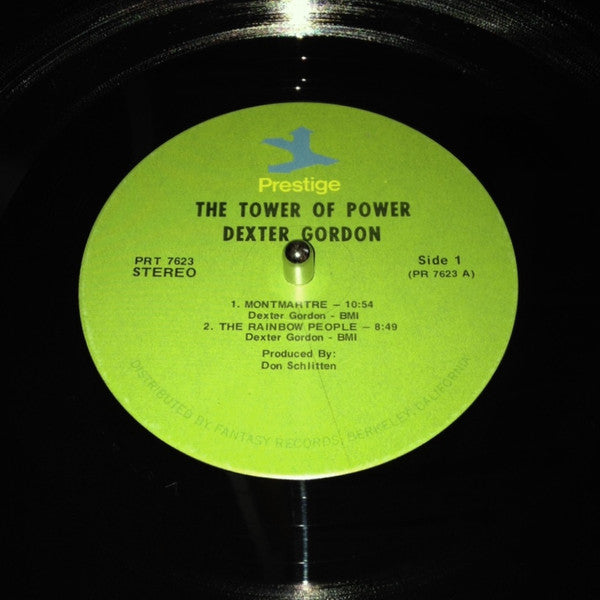 Prestige
THE TOWER OF POWER
DEXTER GORDON
PRT 7623
STEREO
Side 1
(PR 7623 A)
1. MONTMARTRE – 10:54
Dexter Gordon - BMI
2. THE RAINBOW PEOPLE – 8:49
Dexter Gordon - BMI
Produced By:
Don Schlitten
DISTRIBUTED BY FANTASY RECORDS, BERKELEY, CALIFORNIA